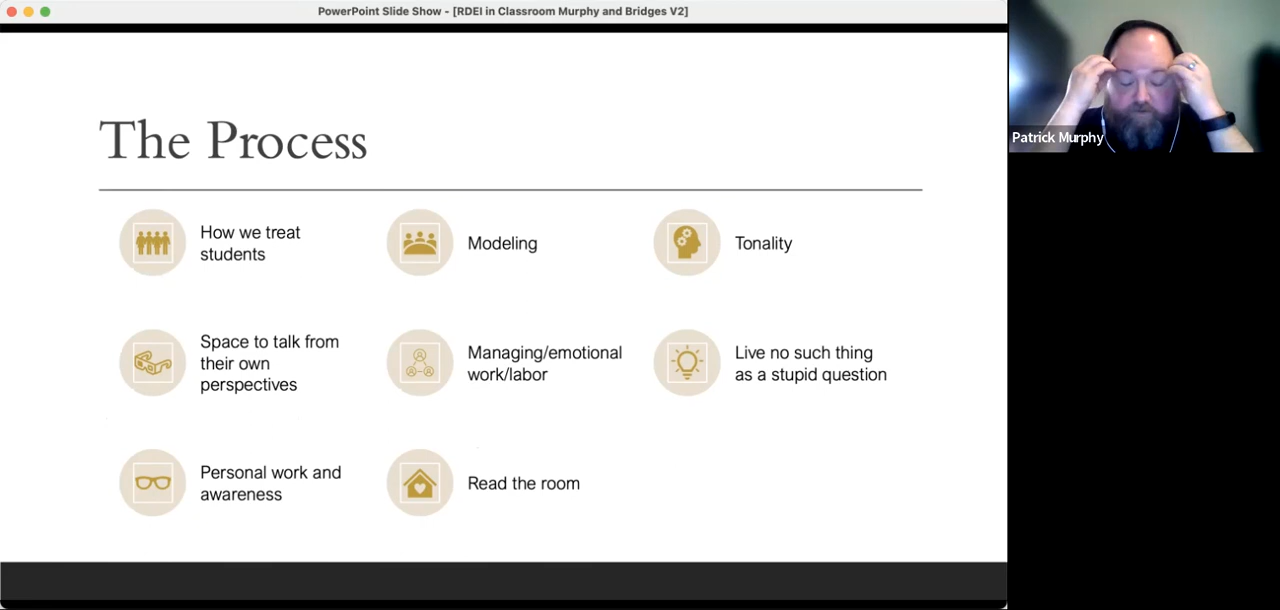 PowerPoint Slide Show - [RDEI in Classroom Murphy and Bridges V2]
Patrick Murphy
The Process
How we treat
students
Modeling
Tonality
Space to talk from
their own
perspectives
Managing/emotional
work/labor
Live no such thing
as a stupid question
Personal work and
awareness
Read the room